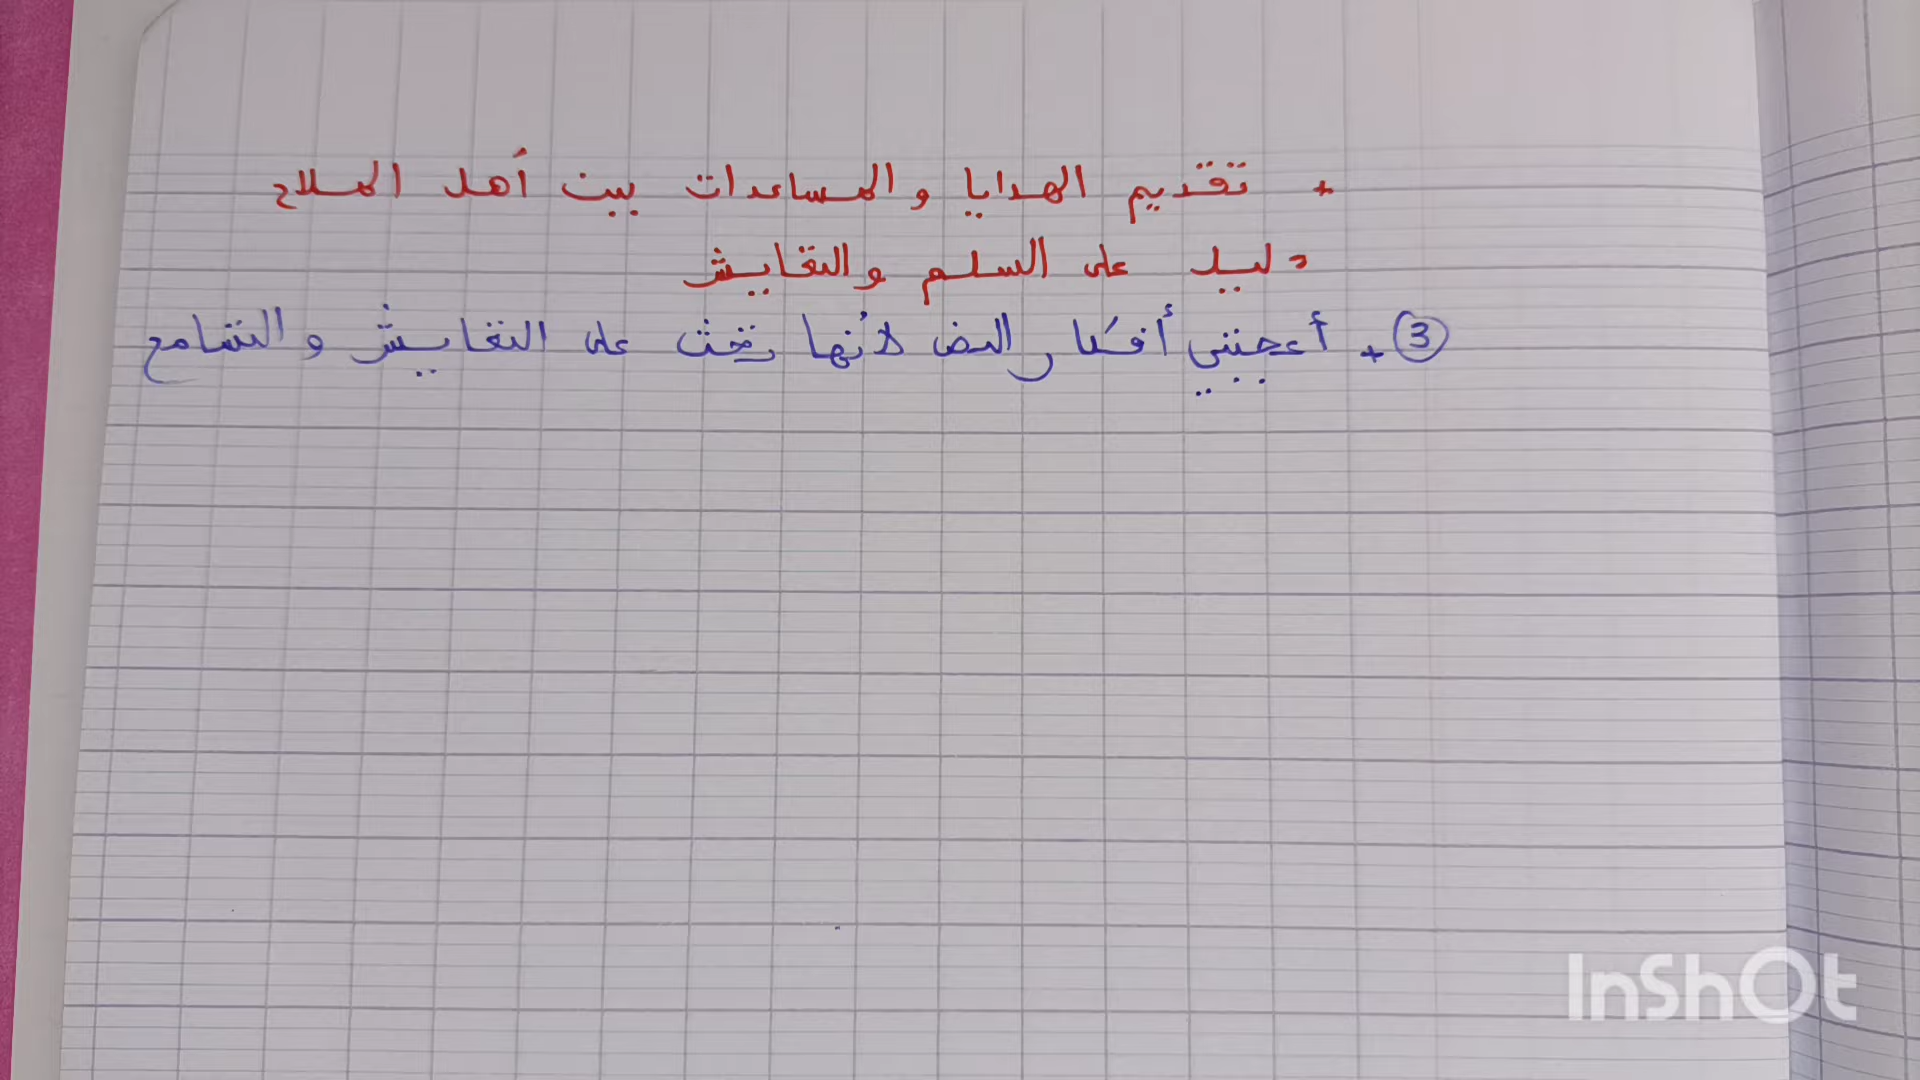 + تقديم الهدايا والمساعدات بين أهل الملاح
دليل على السلم والتعايش
③ + أعجبتني أفكار النص لأنها تحث على التعايش والتسامح
InShOt